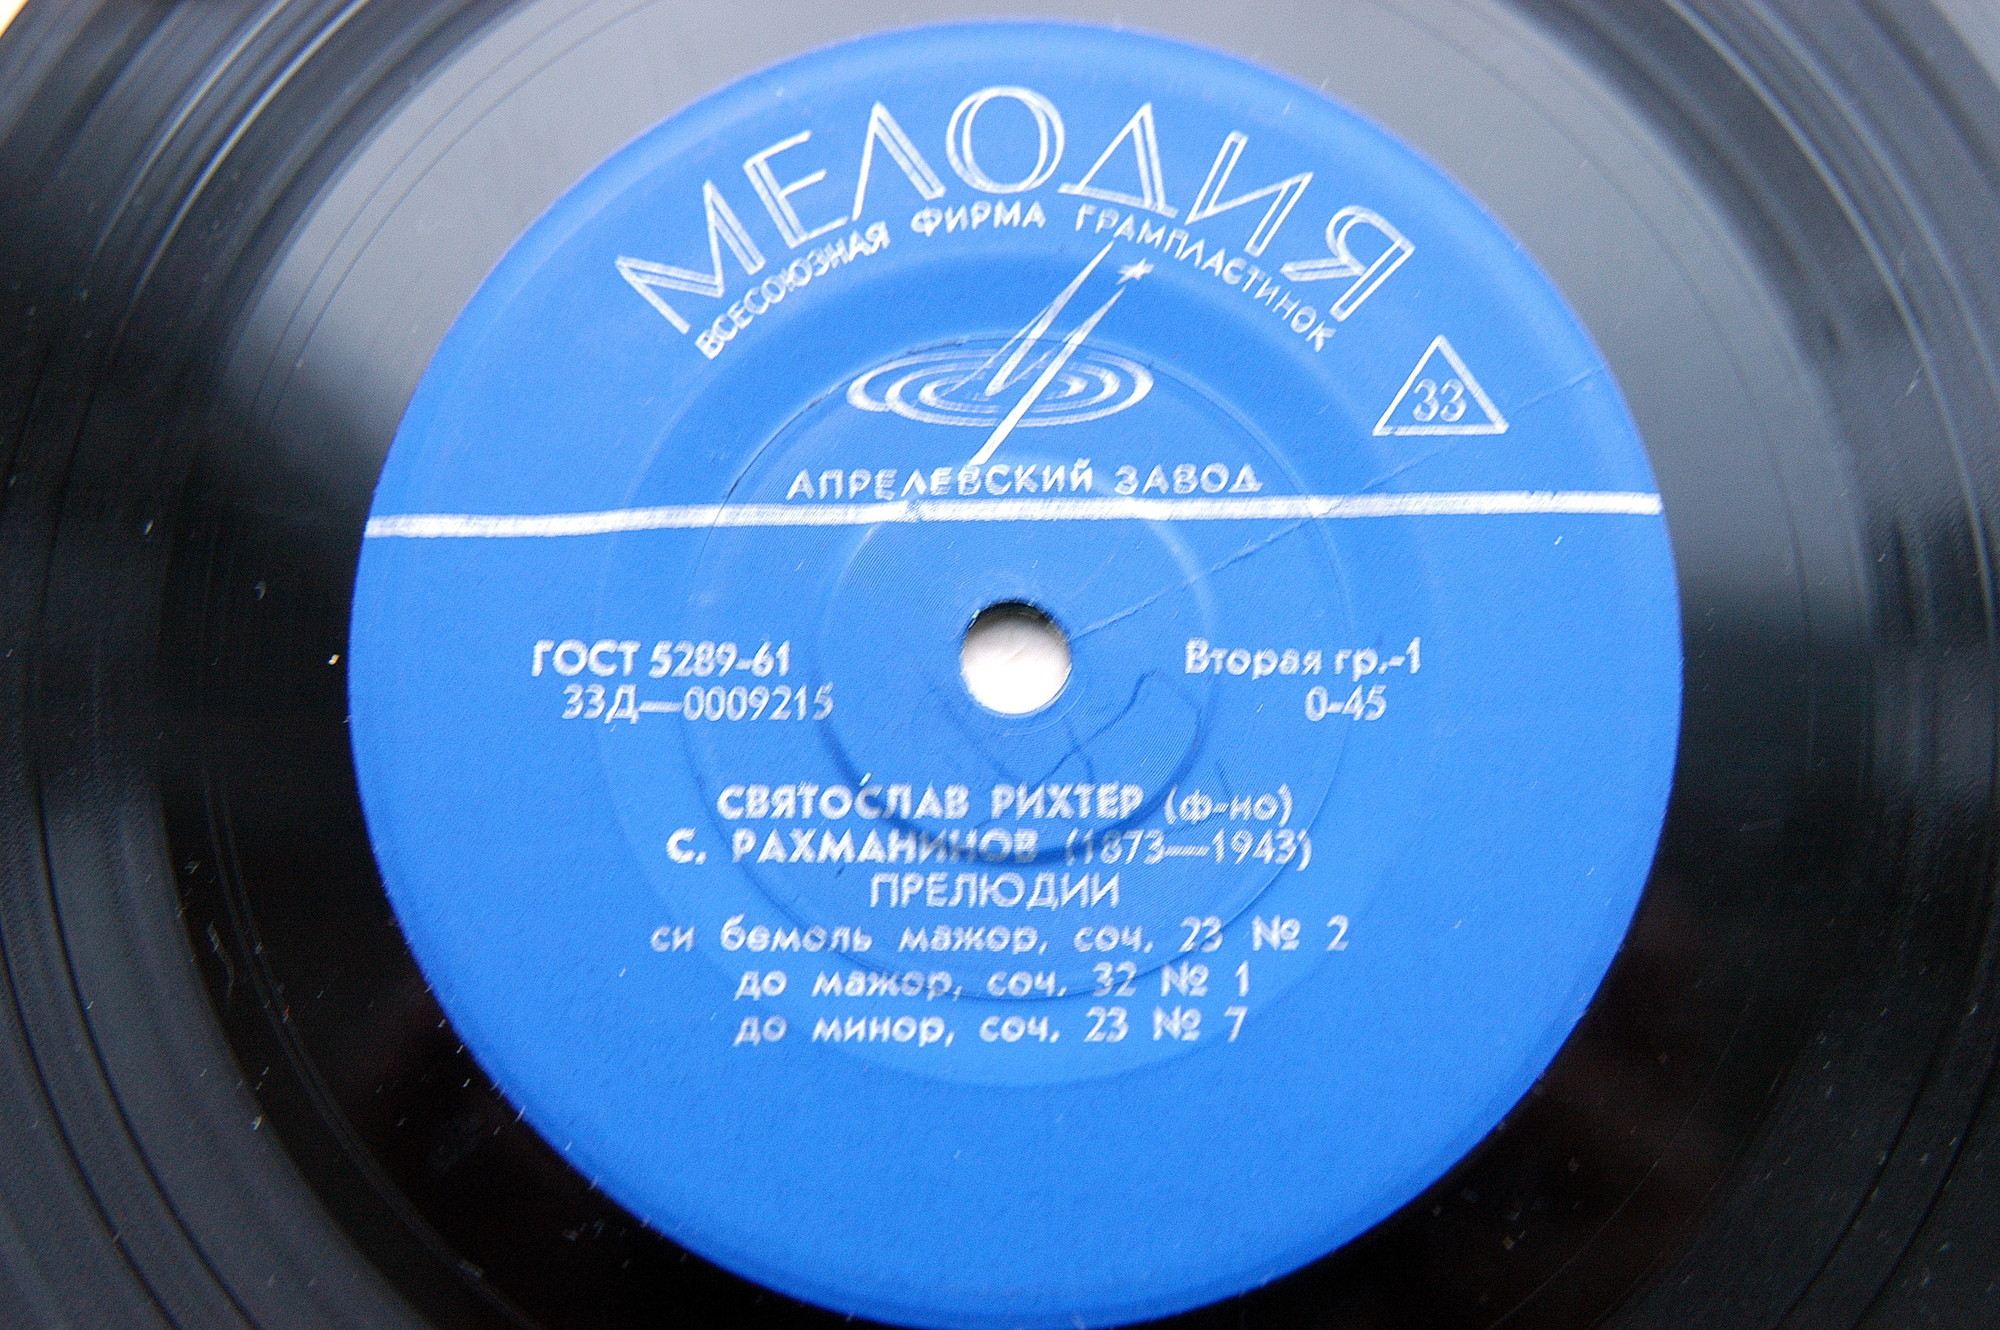 МЕЛОДИЯ
ВСЕСОЮЗНАЯ ФИРМА ГРАМПЛАСТИНОК
33
АПРЕЛЕВСКИЙ ЗАВОД
ГОСТ 5289-61
33Д—0009215
Вторая гр.-1
0-45
СВЯТОСЛАВ РИХТЕР (ф-но)
С. РАХМАНИНОВ (1873—1943)
ПРЕЛЮДИИ
си бемоль мажор, соч. 23 № 2
до мажор, соч. 32 № 1
до минор, соч. 23 № 7